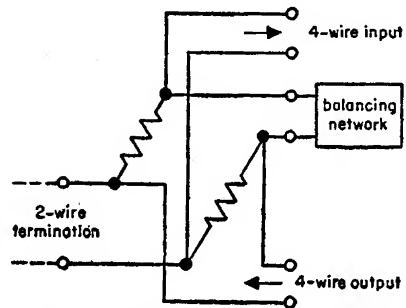 4-wire input
balancing
network
2-wire
termination
4-wire output